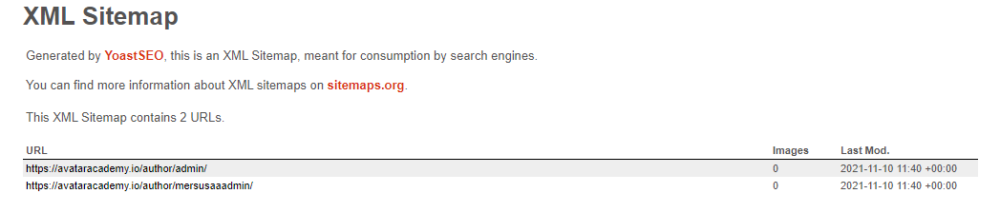 XML Sitemap
Generated by YoastSEO, this is an XML Sitemap, meant for consumption by search engines.
You can find more information about XML sitemaps on sitemaps.org.
This XML Sitemap contains 2 URLs.
URL Images Last Mod.
https://avataracademy.io/author/admin/ 0 2021-11-10 11:40 +00:00
https://avataracademy.io/author/mersusaaadmin/ 0 2021-11-10 11:40 +00:00